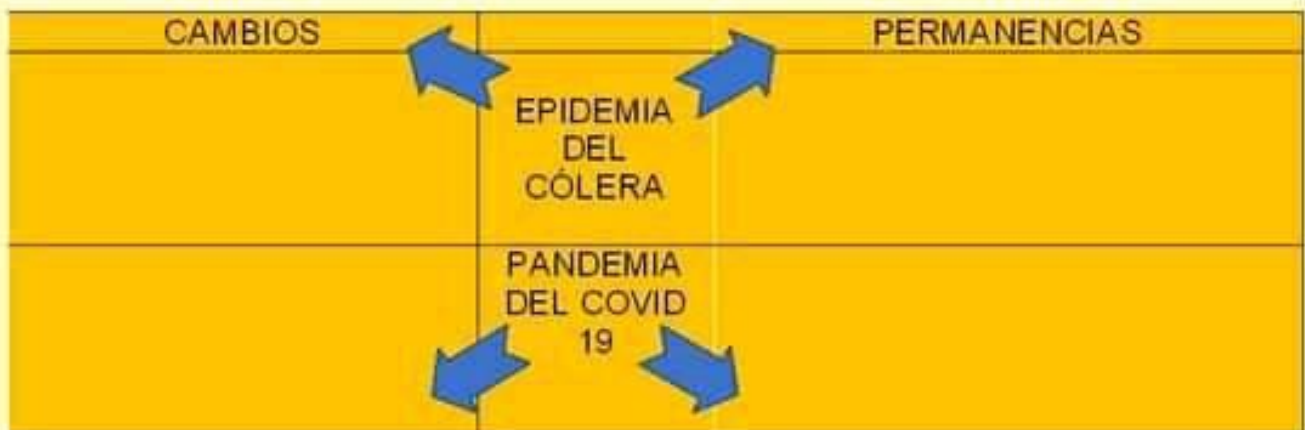 CAMBIOS
PERMANENCIAS
EPIDEMIA
DEL
CÓLERA
PANDEMIA
DEL COVID
19